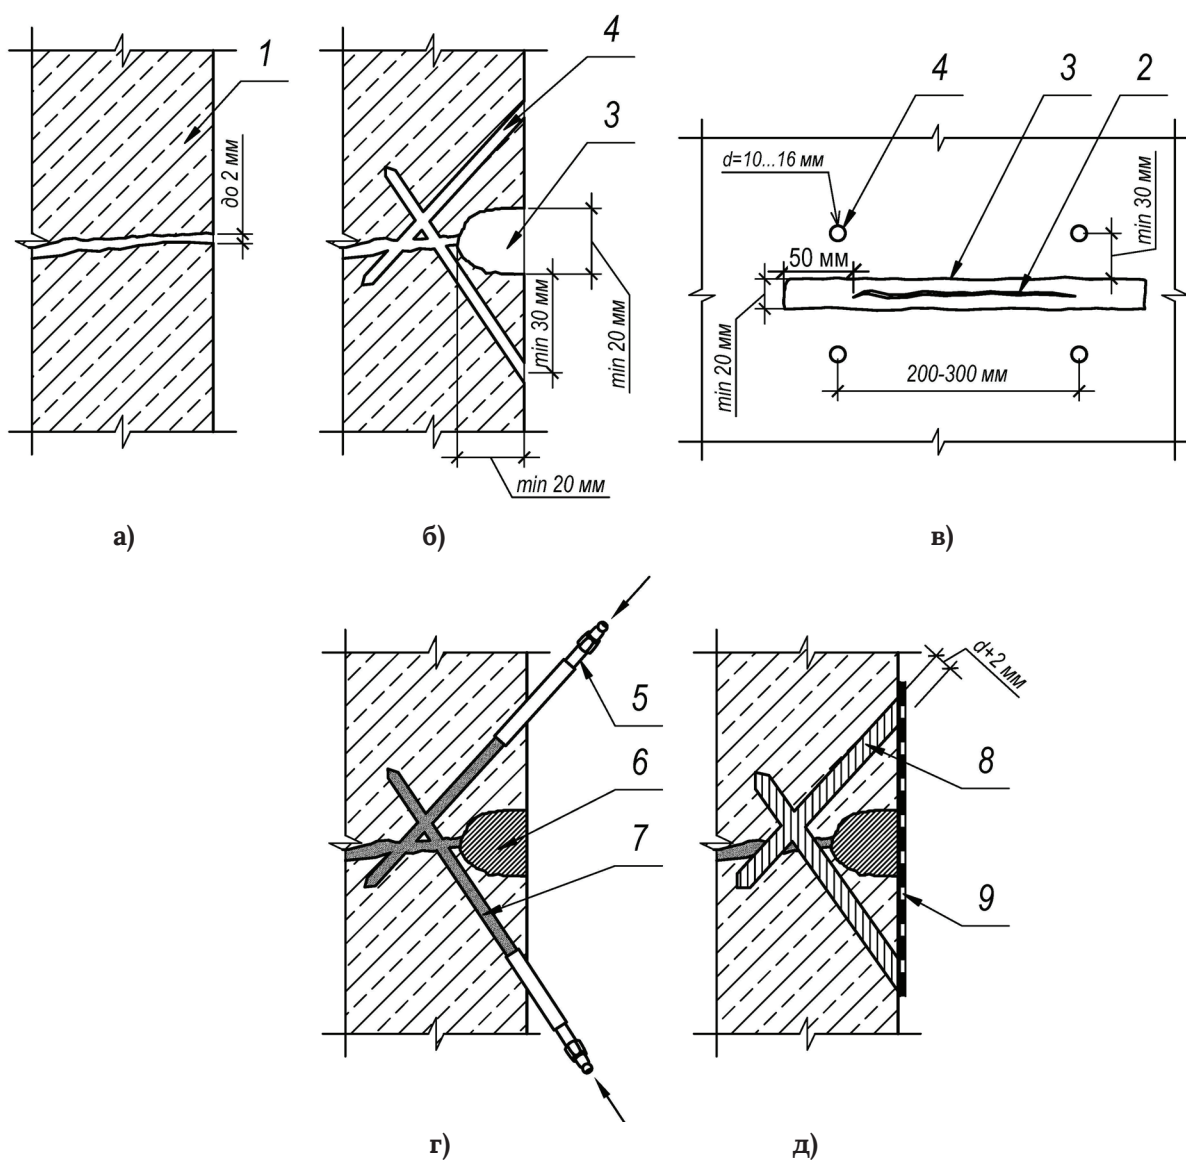 1
до 2 мм
а)
4
3
min 30 мм
min 20 мм
min 20 мм
б)
4
3
2
d=10...16 мм
min 30 мм
50 мм
min 20 мм
200-300 мм
в)
5
6
7
г)
d+2 мм
8
9
д)